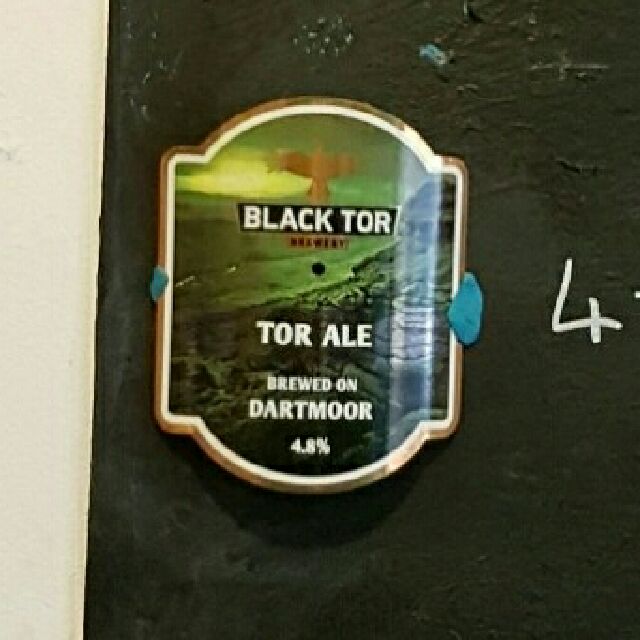 BLACK TOR
BREWERY
TOR ALE
BREWED ON
DARTMOOR
4.8%
4